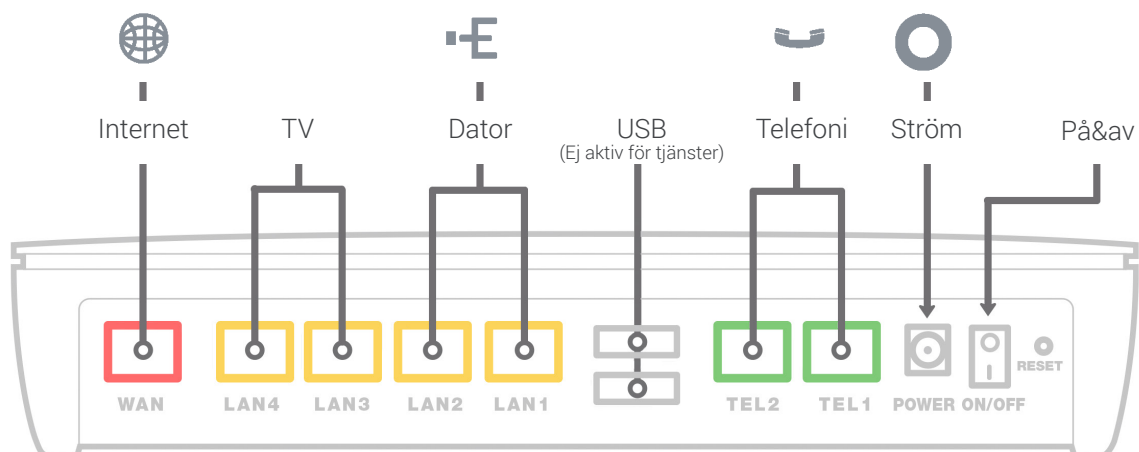 Internet
TV
Dator
USB
(Ej aktiv för tjänster)
Telefoni
Ström
På&av
WAN
LAN4
LAN3
LAN2
LAN1
TEL2
TEL1
POWER
ON/OFF
RESET